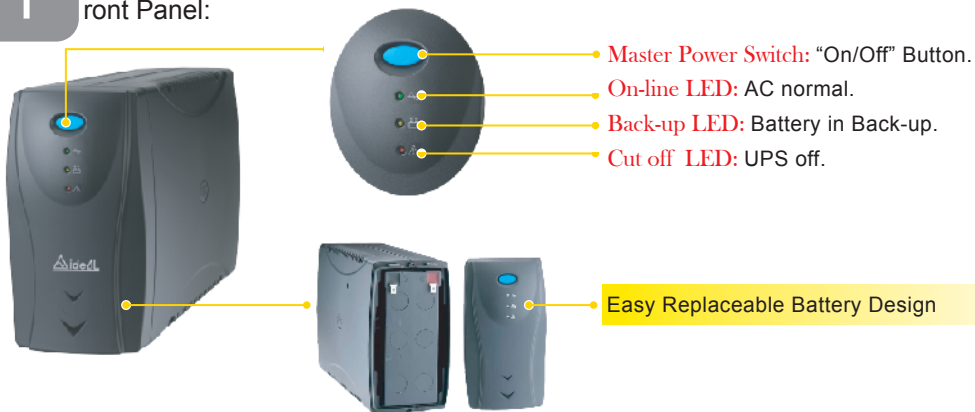 ront Panel:
Master Power Switch: “On/Off” Button.
On-line LED: AC normal.
Back-up LED: Battery in Back-up.
Cut off LED: UPS off.
ideaL
Easy Replaceable Battery Design